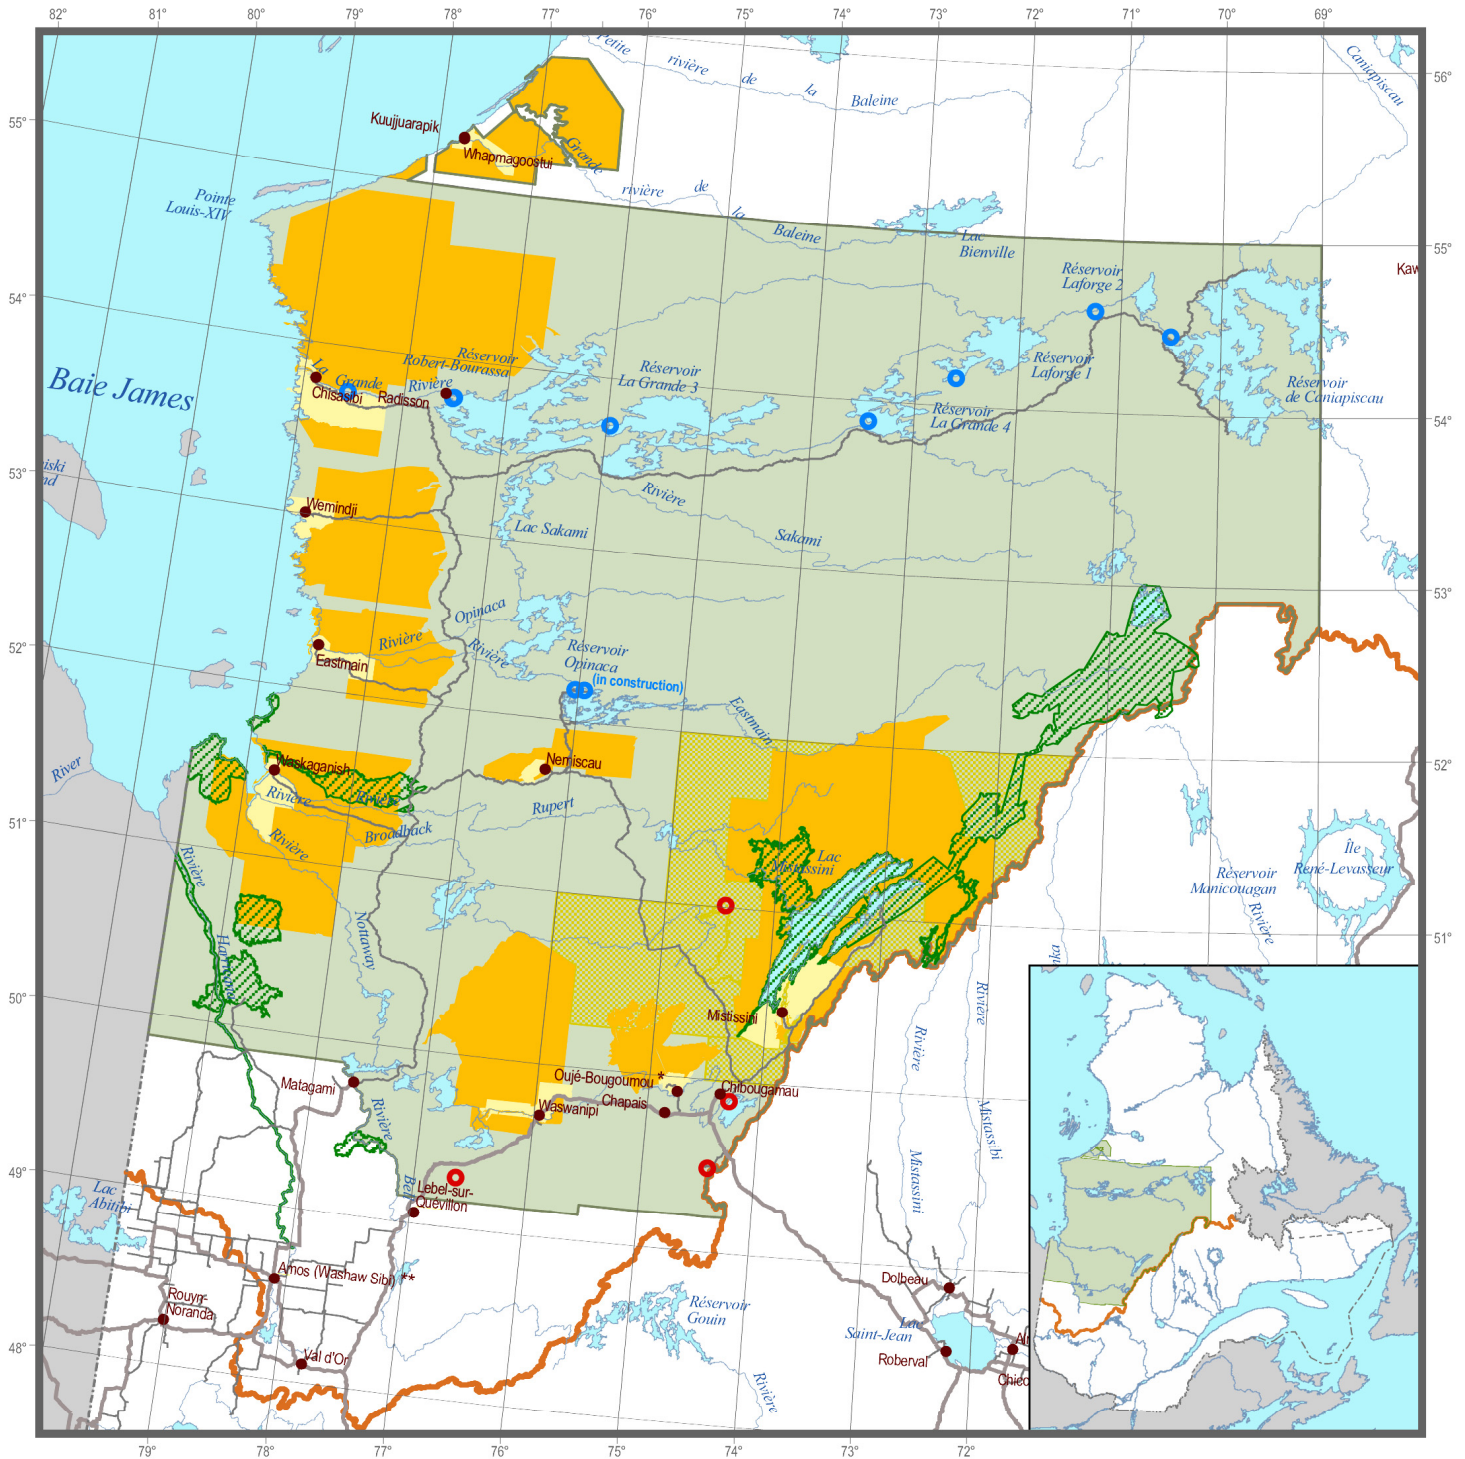 82° 81° 80° 79° 78° 77° 76° 75° 74° 73° 72° 71° 70° 69°
56°
55°
55°
54°
54°
53°
53°
52°
52°
51°
51°
50°
49°
48°
Petite
rivière de la Baleine
Caniapiscau
Kuujjuarapik
Whapmagoostui
Grande
rivière de la
Baleine
Pointe
Louis-XIV
Lac
Bienville
Kaw
Réservoir
Laforge 2
Réservoir
Robert-Bourassa
La Grande Rivière
Chisasibi
Radisson
Réservoir
La Grande 3
Réservoir
Laforge 1
Réservoir
La Grande 4
Réservoir
de Caniapiscau
Baie James
iski
nd
Wemindji
Rivière
Sakami
Lac Sakami
Opinaca
Rivière
Rivière
Eastmain
Réservoir
Opinaca
(in construction)
Eastmain
Nemiscau
Waskaganish
River
Rivière
Rivière
Rupert
Broadback
Rivière
Rivière
Lac
Mistassini
Île
René-Levasseur
Réservoir
Manicouagan
Rivière
Nottaway
Harricana
Mistissini
Rivière
Rivière
Oujé-Bougoumou *
Chibougamau
Chapais
Waswanipi
Matagami
Rivière
Bell
Mistassini
Mistassibi
Lebel-sur-
Quévillon
Lac
Abitibi
Amos (Washaw Sibi) **
Rouyn-
Noranda
Val d'Or
Réservoir
Gouin
Rivière
Dolbeau
Lac
Saint-Jean
Roberval
Chico
79° 78° 77° 76° 75° 74° 73° 72°